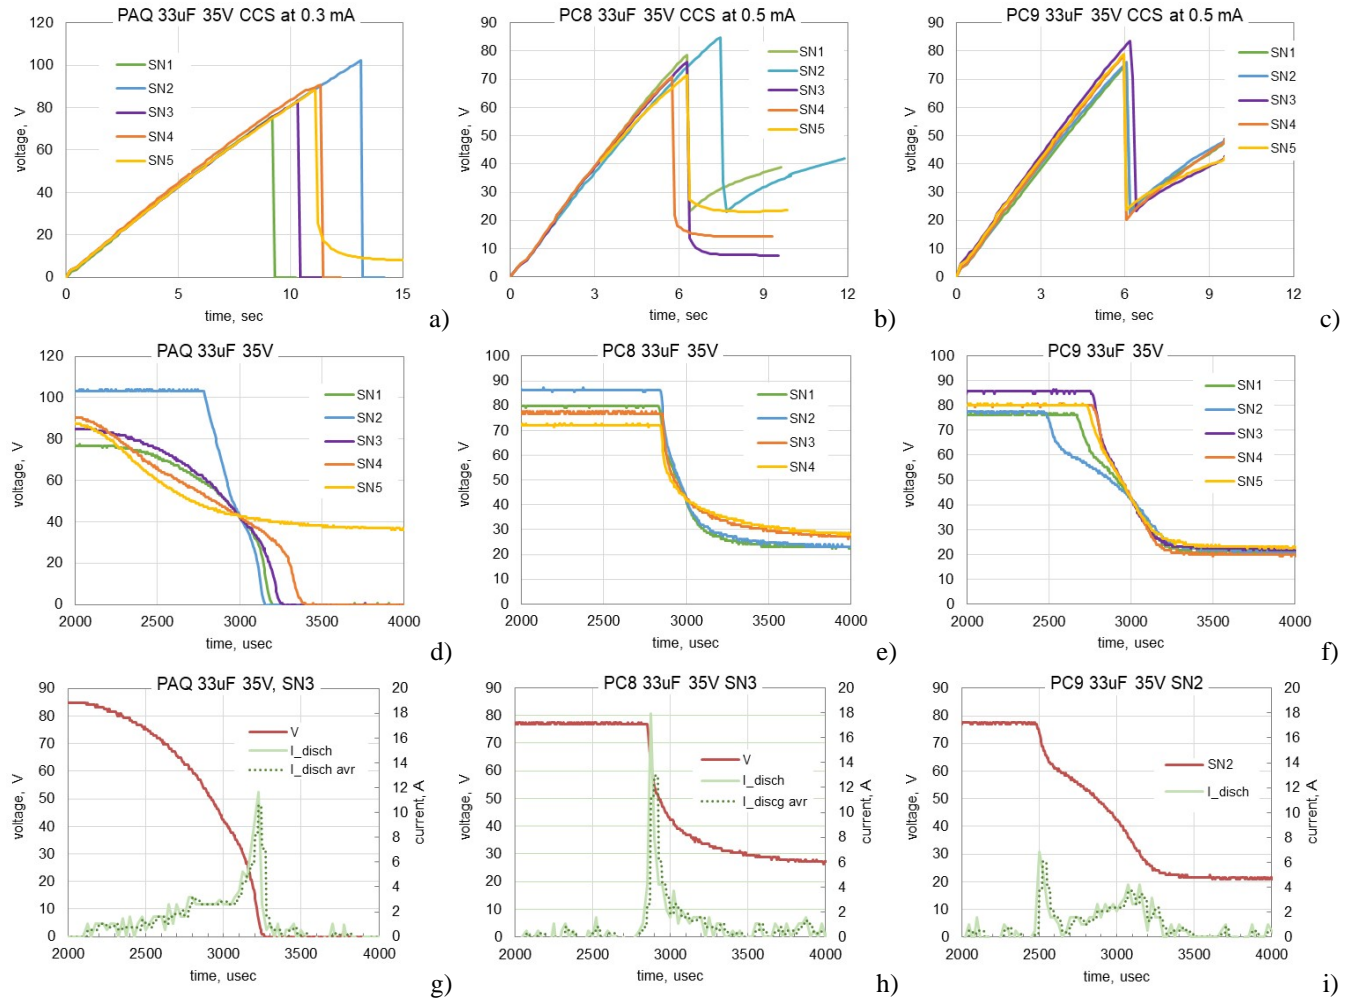 PAQ 33uF 35V CCS at 0.3 mA
120
100
80
60
40
20
0
voltage, V
SN1
SN2
SN3
SN4
SN5
0 5 10 15
time, sec
a)
PC8 33uF 35V CCS at 0.5 mA
90
80
70
60
50
40
30
20
10
0
voltage, V
SN1
SN2
SN3
SN4
SN5
0 3 6 9 12
time, sec
b)
PC9 33uF 35V CCS at 0.5 mA
90
80
70
60
50
40
30
20
10
0
voltage, V
SN1
SN2
SN3
SN4
SN5
0 3 6 9 12
time, sec
c)
PAQ 33uF 35V
120
100
80
60
40
20
0
voltage, V
SN1
SN2
SN3
SN4
SN5
2000 2500 3000 3500 4000
time, usec
d)
PC8 33uF 35V
100
90
80
70
60
50
40
30
20
10
0
voltage, V
SN1
SN2
SN3
SN4
2000 2500 3000 3500 4000
time, usec
e)
PC9 33uF 35V
100
90
80
70
60
50
40
30
20
10
0
voltage, V
SN1
SN2
SN3
SN4
SN5
2000 2500 3000 3500 4000
time, usec
f)
PAQ 33uF 35V, SN3
90
80
70
60
50
40
30
20
10
0
voltage, V
V
I_disch
I_disch avr
20
18
16
14
12
10
8
6
4
2
0
current, A
2000 2500 3000 3500 4000
time, usec
g)
PC8 33uF 35V SN3
90
80
70
60
50
40
30
20
10
0
voltage, V
V
I_disch
I_discg avr
20
18
16
14
12
10
8
6
4
2
0
current, A
2000 2500 3000 3500 4000
time, usec
h)
PC9 33uF 35V SN2
90
80
70
60
50
40
30
20
10
0
voltage, V
SN2
I_disch
20
18
16
14
12
10
8
6
4
2
0
current, A
2000 2500 3000 3500 4000
time, usec
i)